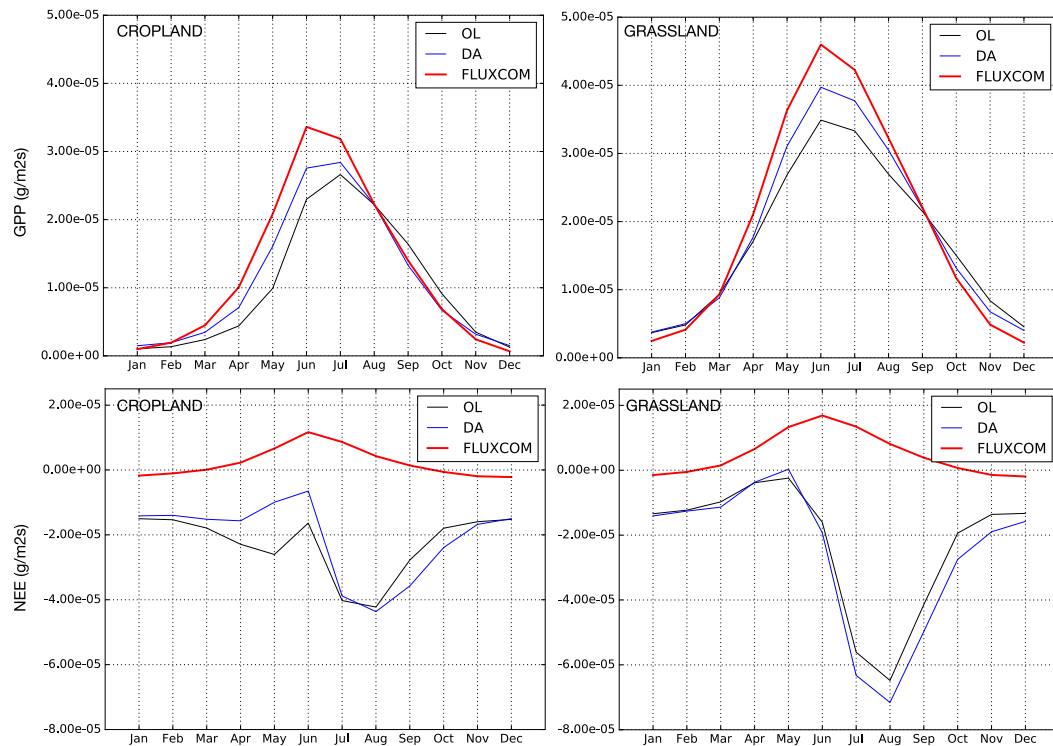 CROPLAND
OL
DA
FLUXCOM
5.00e-05
4.00e-05
3.00e-05
2.00e-05
1.00e-05
0.00e+00
GPP (g/m2s)
Jan Feb Mar Apr May Jun Jul Aug Sep Oct Nov Dec
GRASSLAND
OL
DA
FLUXCOM
5.00e-05
4.00e-05
3.00e-05
2.00e-05
1.00e-05
0.00e+00
Jan Feb Mar Apr May Jun Jul Aug Sep Oct Nov Dec
CROPLAND
OL
DA
FLUXCOM
2.00e-05
0.00e+00
-2.00e-05
-4.00e-05
-6.00e-05
-8.00e-05
NEE (g/m2s)
Jan Feb Mar Apr May Jun Jul Aug Sep Oct Nov Dec
GRASSLAND
OL
DA
FLUXCOM
2.00e-05
0.00e+00
-2.00e-05
-4.00e-05
-6.00e-05
-8.00e-05
Jan Feb Mar Apr May Jun Jul Aug Sep Oct Nov Dec